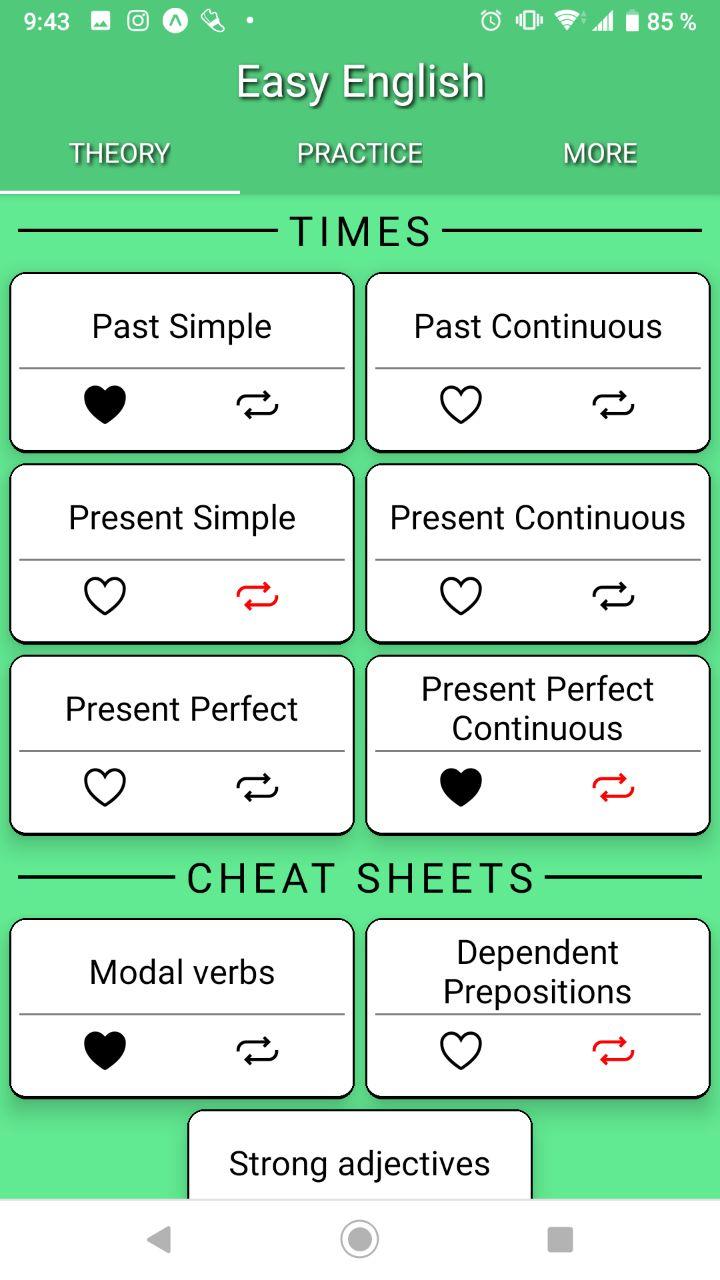 9:43 85 %
Easy English
THEORY PRACTICE MORE
TIMES
Past Simple Past Continuous
Present Simple Present Continuous
Present Perfect Present Perfect
Continuous
CHEAT SHEETS
Modal verbs Dependent
Prepositions
Strong adjectives